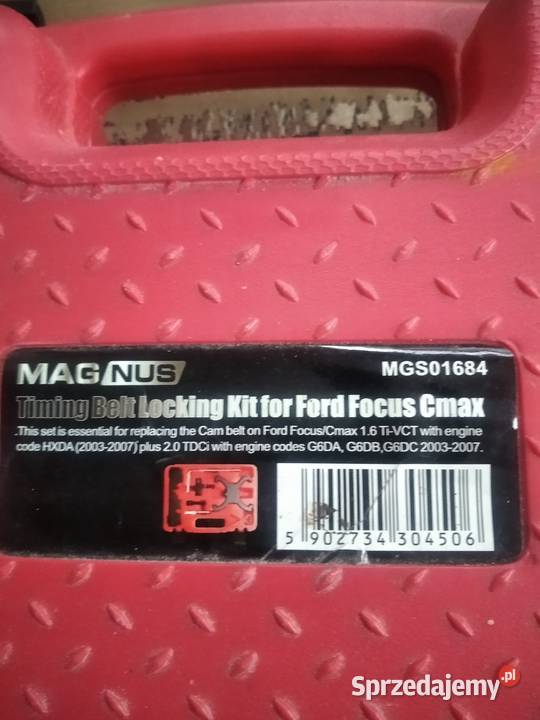 MAGNUS MGS01684
Timing Belt Locking Kit for Ford Focus Cmax
.This set is essential for replacing the Cam belt on Ford Focus/Cmax 1.6 Ti-VCT with engine
code HXDA (2003-2007) plus 2.0 TDCi with engine codes G6DA, G6DB,G6DC 2003-2007.
5 902734 304506
Sprzedajemy.pl